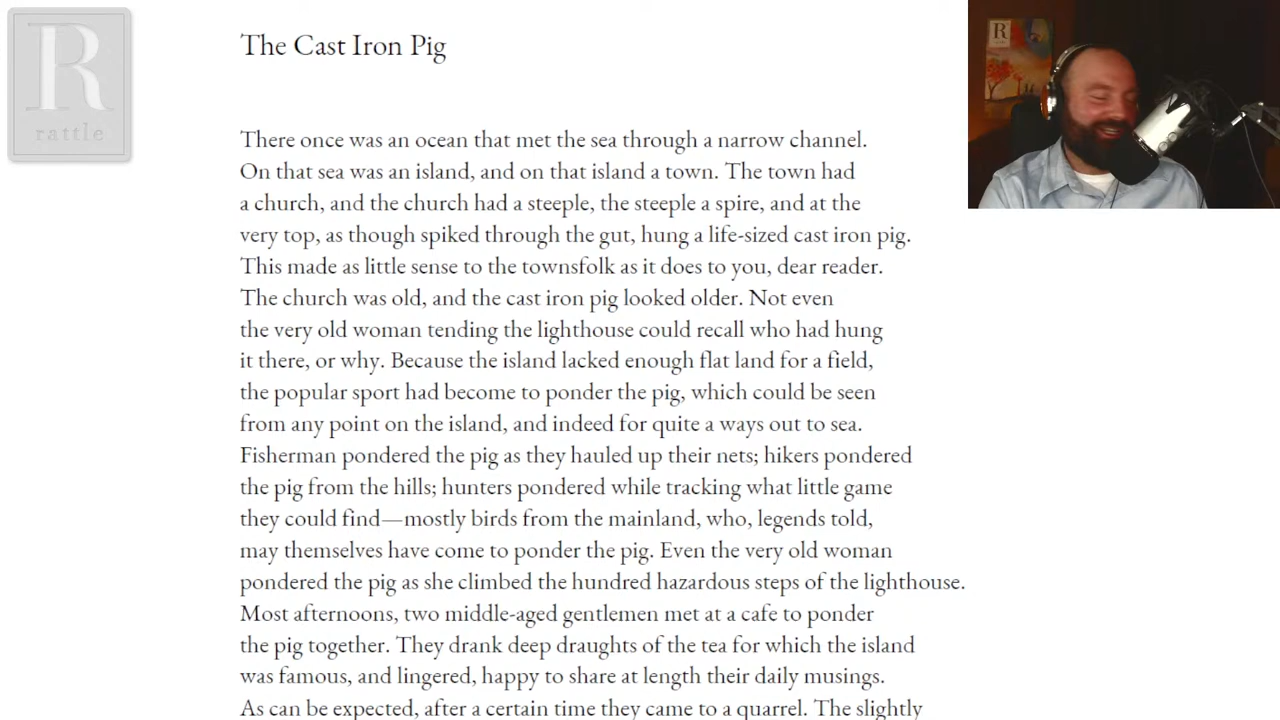 R
rattle
The Cast Iron Pig
R
There once was an ocean that met the sea through a narrow channel.
On that sea was an island, and on that island a town. The town had
a church, and the church had a steeple, the steeple a spire, and at the
very top, as though spiked through the gut, hung a life-sized cast iron pig.
This made as little sense to the townsfolk as it does to you, dear reader.
The church was old, and the cast iron pig looked older. Not even
the very old woman tending the lighthouse could recall who had hung
it there, or why. Because the island lacked enough flat land for a field,
the popular sport had become to ponder the pig, which could be seen
from any point on the island, and indeed for quite a ways out to sea.
Fisherman pondered the pig as they hauled up their nets; hikers pondered
the pig from the hills; hunters pondered while tracking what little game
they could find—mostly birds from the mainland, who, legends told,
may themselves have come to ponder the pig. Even the very old woman
pondered the pig as she climbed the hundred hazardous steps of the lighthouse.
Most afternoons, two middle-aged gentlemen met at a cafe to ponder
the pig together. They drank deep draughts of the tea for which the island
was famous, and lingered, happy to share at length their daily musings.
As can be expected, after a certain time they came to a quarrel. The slightly